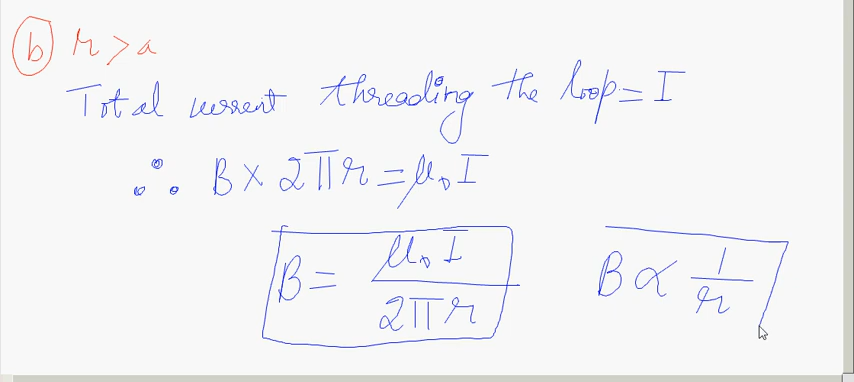 b r > a
Total current threading the loop = I
∴ B × 2πr = μ₀I
B = μ₀I / 2πr
B ∝ 1 / r